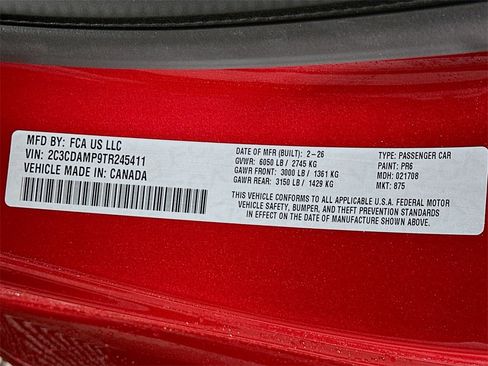 MFD BY: FCA US LLC
VIN: 2C3CDAMP9TR245411
VEHICLE MADE IN: CANADA
DATE OF MFR (BUILT): 2-26
GVWR: 6050 LB / 2745 KG
GAWR FRONT: 3000 LB / 1361 KG
GAWR REAR: 3150 LB / 1429 KG
TYPE: PASSENGER CAR
PAINT: PR6
MDH: 021708
MKT: 875
THIS VEHICLE CONFORMS TO ALL APPLICABLE U.S.A. FEDERAL MOTOR
VEHICLE SAFETY, BUMPER, AND THEFT PREVENTION STANDARDS
IN EFFECT ON THE DATE OF MANUFACTURE SHOWN ABOVE.